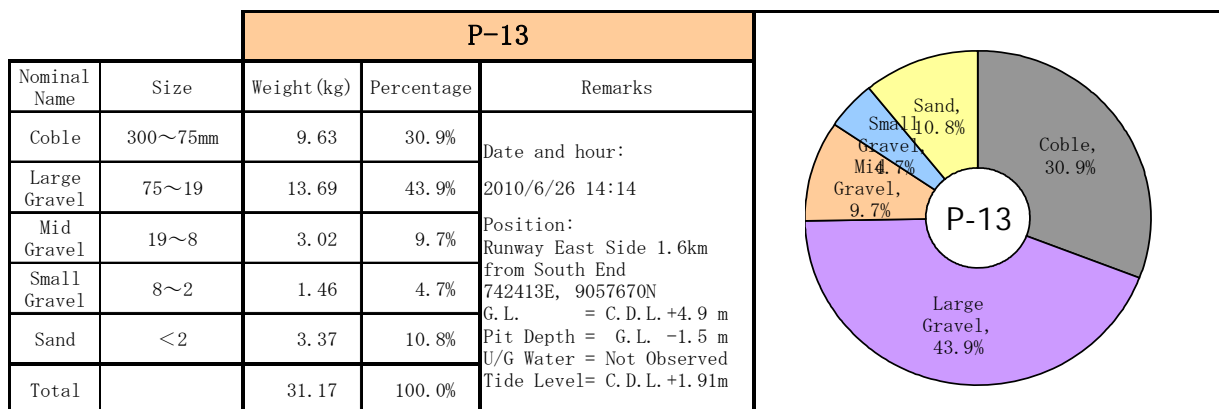 P-13
Nominal Name Size Weight(kg) Percentage Remarks
Coble 300～75mm 9.63 30.9%
Large Gravel 75～19 13.69 43.9%
Mid Gravel 19～8 3.02 9.7%
Small Gravel 8～2 1.46 4.7%
Sand ＜2 3.37 10.8%
Total 31.17 100.0%
Date and hour:
2010/6/26 14:14
Position:
Runway East Side 1.6km
from South End
742413E, 9057670N
G.L. = C.D.L.+4.9 m
Pit Depth = G.L. -1.5 m
U/G Water = Not Observed
Tide Level= C.D.L.+1.91m
Sand,
10.8%
Small
Gravel,
4.7%
Mid
Gravel,
9.7%
Coble,
30.9%
P-13
Large
Gravel,
43.9%